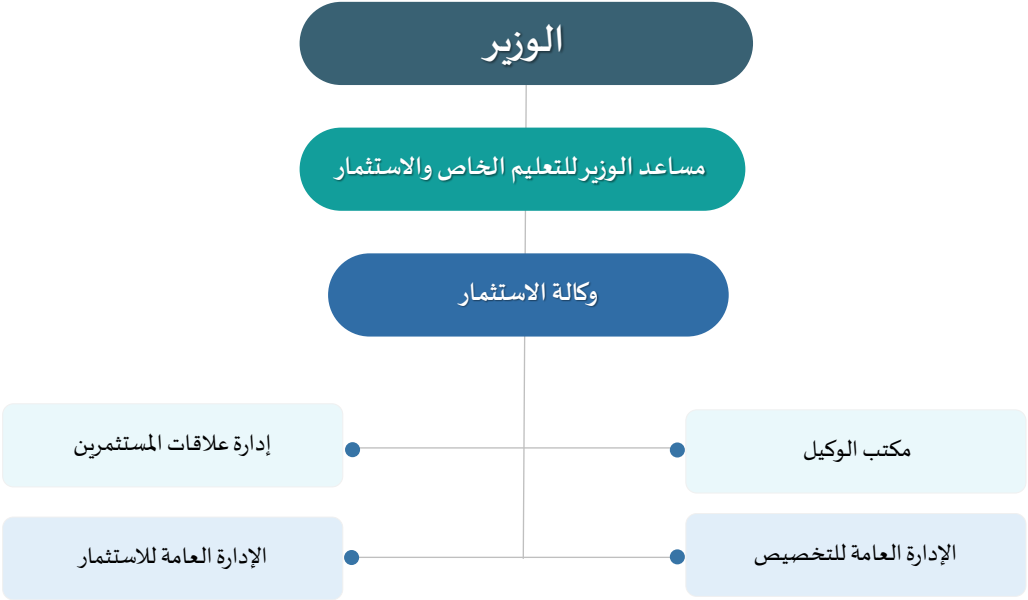 الوزير
مساعد الوزير للتعليم الخاص والاستثمار
وكالة الاستثمار
مكتب الوكيل
إدارة علاقات المستثمرين
الإدارة العامة للتخصيص
الإدارة العامة للاستثمار